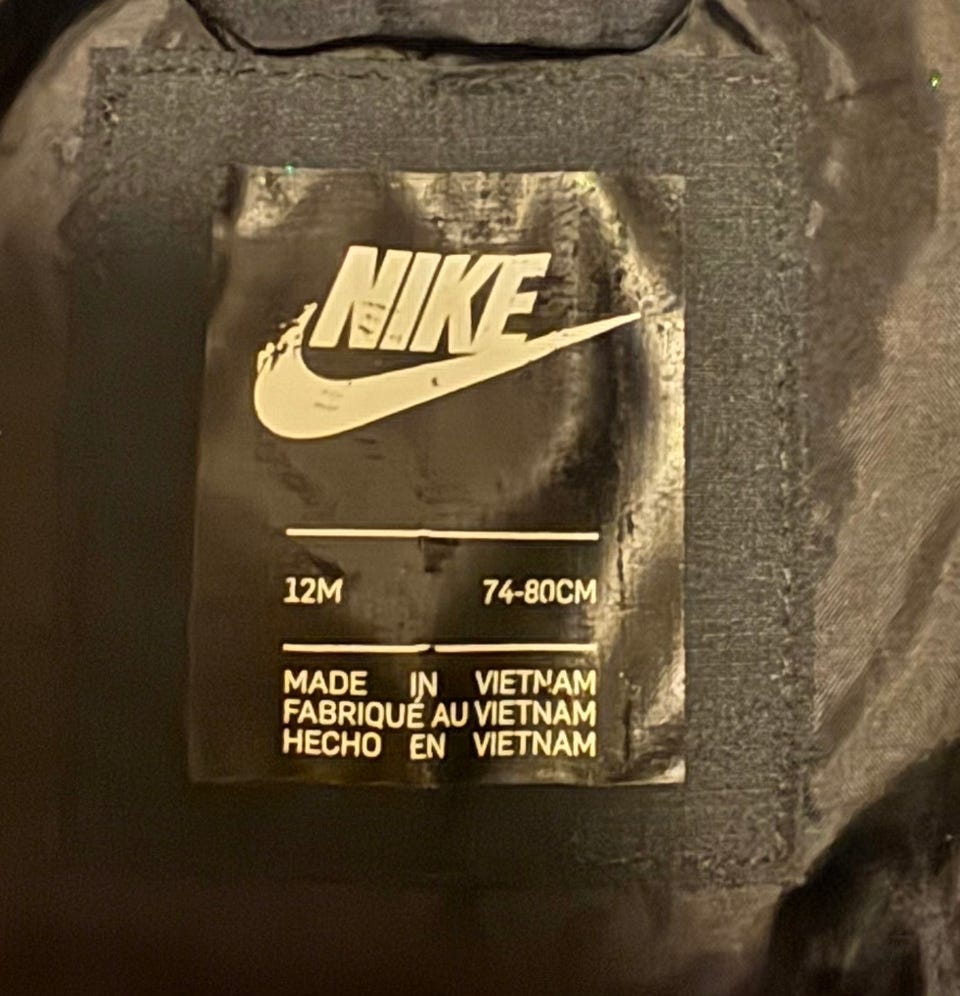 NIKE
12M 74-80CM
MADE IN VIETNAM
FABRIQUÉ AU VIETNAM
HECHO EN VIETNAM